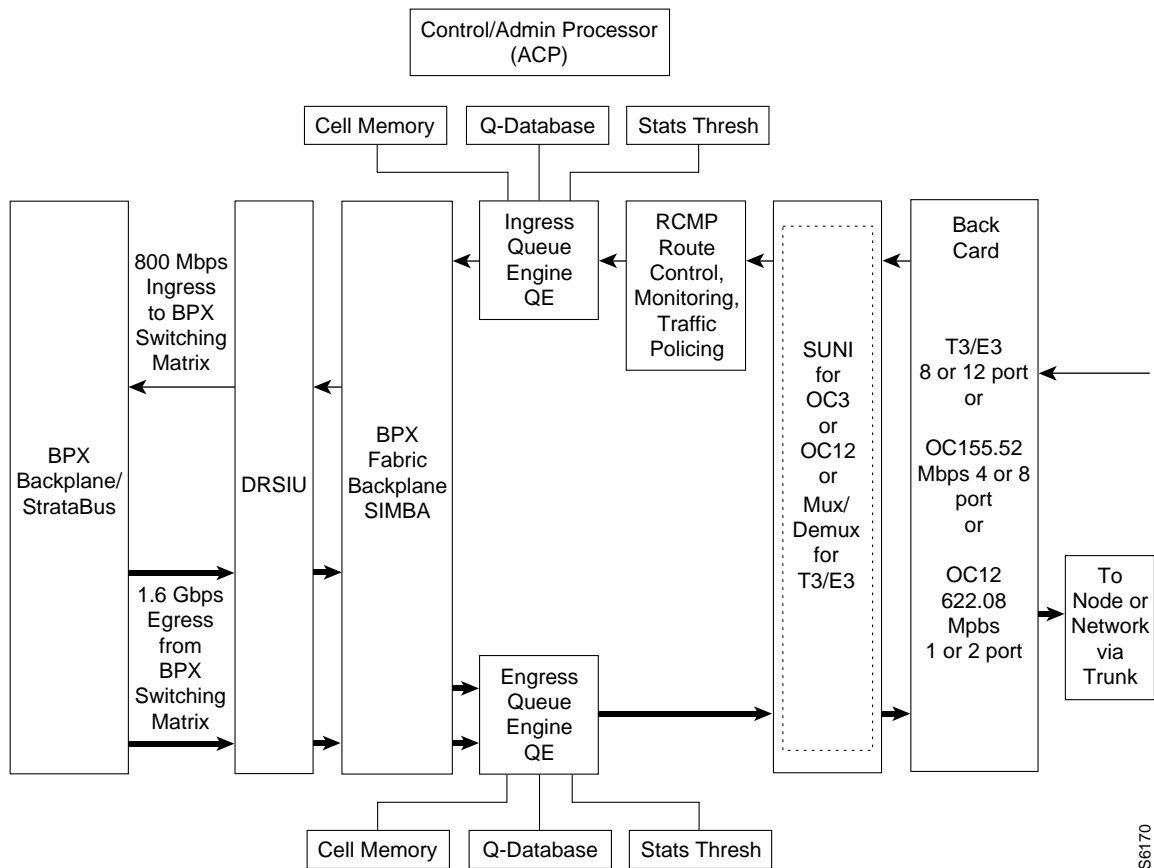 Control/Admin Processor
(ACP)
Cell Memory
Q-Database
Stats Thresh
BPX
Backplane/
StrataBus
800 Mbps
Ingress
to BPX
Switching
Matrix
1.6 Gbps
Egress
from
BPX
Switching
Matrix
DRSIU
BPX
Fabric
Backplane
SIMBA
Ingress
Queue
Engine
QE
RCMP
Route
Control,
Monitoring,
Traffic
Policing
Engress
Queue
Engine
QE
SUNI
for
OC3
or
OC12
or
Mux/
Demux
for
T3/E3
Back
Card
T3/E3
8 or 12 port
or
OC155.52
Mbps 4 or 8
port
or
OC12
622.08
Mpbs
1 or 2 port
To
Node or
Network
via
Trunk
Cell Memory
Q-Database
Stats Thresh
S6170